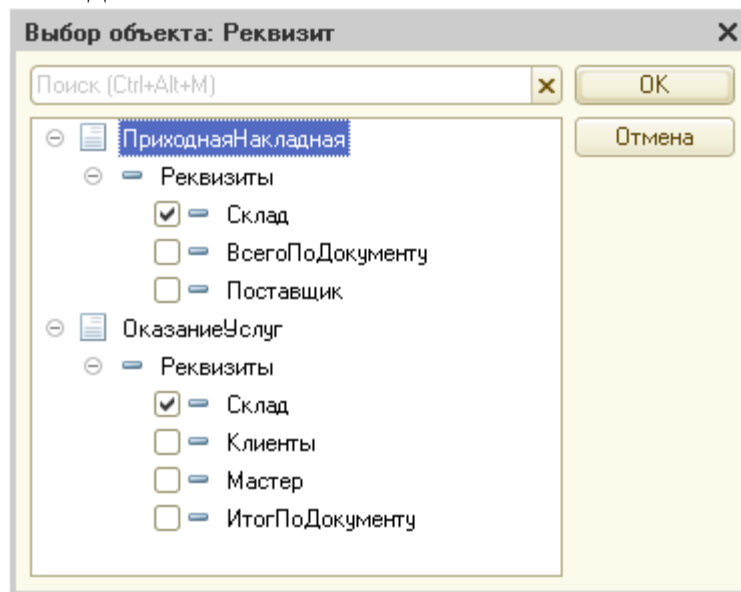 Выбор объекта: Реквизит
Поиск (Ctrl+Alt+M)
OK
ПриходнаяНакладная
Отмена
Реквизиты
Склад
ВсегоПоДокументу
Поставщик
ОказаниеУслуг
Реквизиты
Склад
Клиенты
Мастер
ИтогПоДокументу